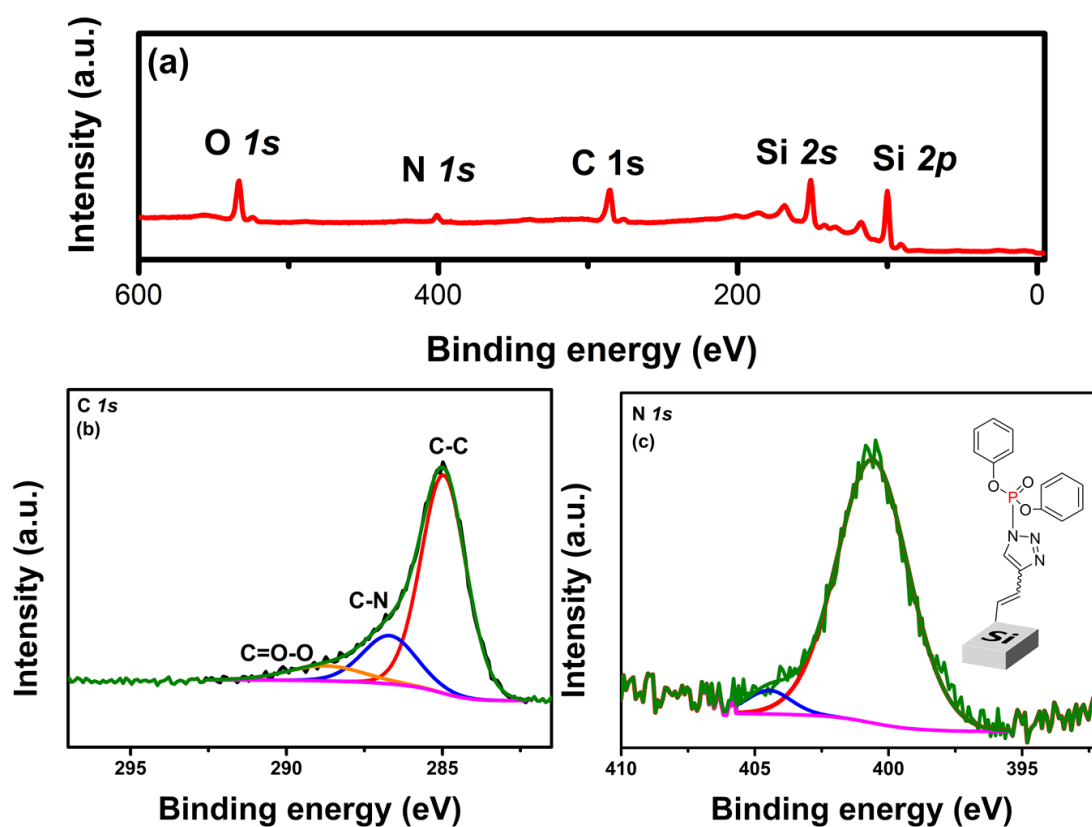 (a)
Intensity (a.u.)
O 1s
N 1s
C 1s
Si 2s
Si 2p
600
400
200
0
Binding energy (eV)
C 1s
(b)
Intensity (a.u.)
C-C
C-N
C=O-O
295
290
285
Binding energy (eV)
N 1s
(c)
Intensity (a.u.)
O
O
P
O
N
N
N
Si
410
405
400
395
Binding energy (eV)